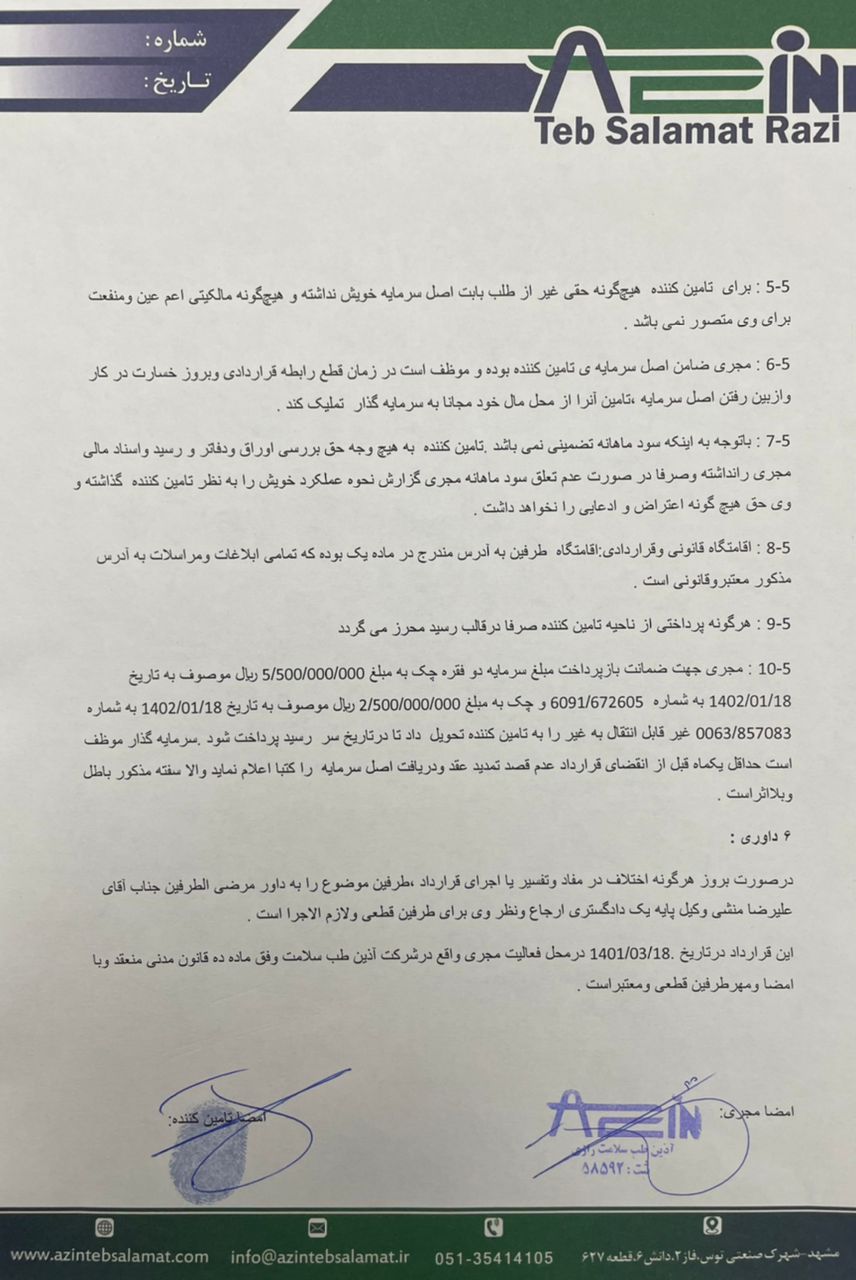 شماره:
تاریخ:
AZIN
Teb Salamat Razi
5-5 : برای تامین کننده هیچگونه حقی غیر از طلب بابت اصل سرمایه خویش نداشته و هیچگونه مالکیتی اعم عین ومنفعت
برای وی متصور نمی باشد .
6-5 : مجری ضامن اصل سرمایه ی تامین کننده بوده و موظف است در زمان قطع رابطه قراردادی وبروز خسارت در کار
وازبین رفتن اصل سرمایه ،تامین آنرا از محل مال خود مجانا به سرمایه گذار تملیک کند .
7-5 : باتوجه به اینکه سود ماهانه تضمینی نمی باشد .تامین کننده به هیچ وجه حق بررسی اوراق ودفاتر و رسید واسناد مالی
مجری رانداشته وصرفا در صورت عدم تعلق سود ماهانه مجری گزارش نحوه عملکرد خویش را به نظر تامین کننده گذاشته و
وی حق هیچ گونه اعتراض و ادعایی را نخواهد داشت .
8-5 : اقامتگاه قانونی وقراردادی:اقامتگاه طرفین به آدرس مندرج در ماده یک بوده که تمامی ابلاغات ومراسلات به آدرس
مذکور معتبروقانونی است .
9-5 : هرگونه پرداختی از ناحیه تامین کننده صرفا درقالب رسید محرز می گردد
10-5 : مجری جهت ضمانت بازپرداخت مبلغ سرمایه دو فقره چک به مبلغ 5/500/000/000 ریال موصوف به تاریخ
1402/01/18 به شماره 6091/672605 و چک به مبلغ 2/500/000/000 ریال موصوف به تاریخ 1402/01/18 به شماره
0063/857083 غیر قابل انتقال به غیر را به تامین کننده تحویل داد تا درتاریخ سر رسید پرداخت شود .سرمایه گذار موظف
است حداقل یکماه قبل از انقضای قرارداد عدم قصد تمدید عقد ودریافت اصل سرمایه را کتبا اعلام نماید والا سفته مذکور باطل
وبلااثراست .
۶ داوری :
درصورت بروز هرگونه اختلاف در مفاد وتفسیر یا اجرای قرارداد ،طرفین موضوع را به داور مرضی الطرفین جناب آقای
علیرضا منشی وکیل پایه یک دادگستری ارجاع ونظر وی برای طرفین قطعی ولازم الاجرا است .
این قرارداد درتاریخ .1401/03/18 درمحل فعالیت مجری واقع درشرکت آذین طب سلامت وفق ماده ده قانون مدنی منعقد وبا
امضا ومهرطرفین قطعی ومعتبراست .
امضا مجری:
امضا تامین کننده:
AZIN
آذین طب سلامت رازی
ثبت: ۵۸۵۹۲
www.azintebsalamat.com
info@azintebsalamat.ir
051-35414105
مشهد-شهرک صنعتی توس،فاز۲،دانش۶،قطعه ۶۲۷